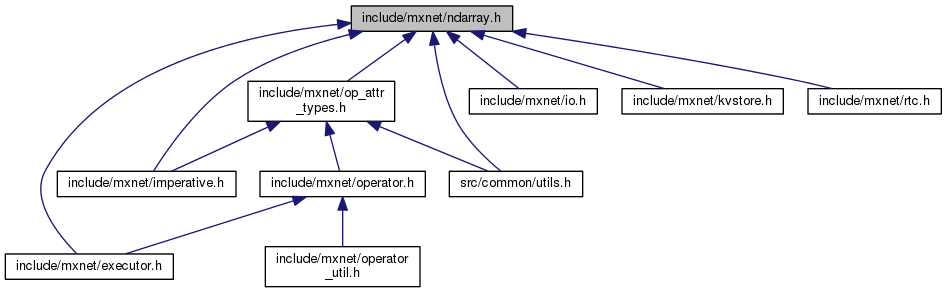 include/mxnet/ndarray.h
include/mxnet/op_attr
_types.h
include/mxnet/io.h
include/mxnet/kvstore.h
include/mxnet/rtc.h
include/mxnet/imperative.h
include/mxnet/operator.h
src/common/utils.h
include/mxnet/executor.h
include/mxnet/operator
_util.h